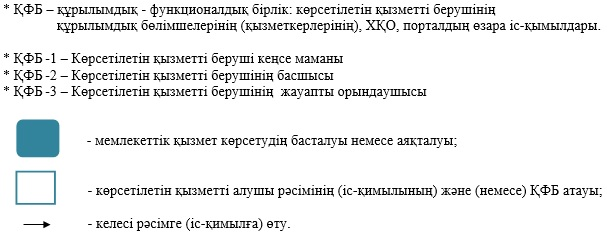 * ҚФБ – құрылымдық - функционалдық бірлік: көрсетілетін қызметті берушінің
құрылымдық бөлімшелерінің (қызметкерлерінің), ХҚО, порталдың өзара іс-қымылдары.
* ҚФБ -1 – Көрсетілетін қызметті беруші кеңсе маманы
* ҚФБ -2 – Көрсетілетін қызметті берушінің басшысы
* ҚФБ -3 – Көрсетілетін қызметті берушінің жауапты орындаушысы
- мемлекеттік қызмет көрсетудің басталуы немесе аяқталуы;
- көрсетілетін қызметті алушы рәсімінің (іс-қимылының) және (немесе) ҚФБ атауы;
- келесі рәсімге (іс-қимылға) өту.